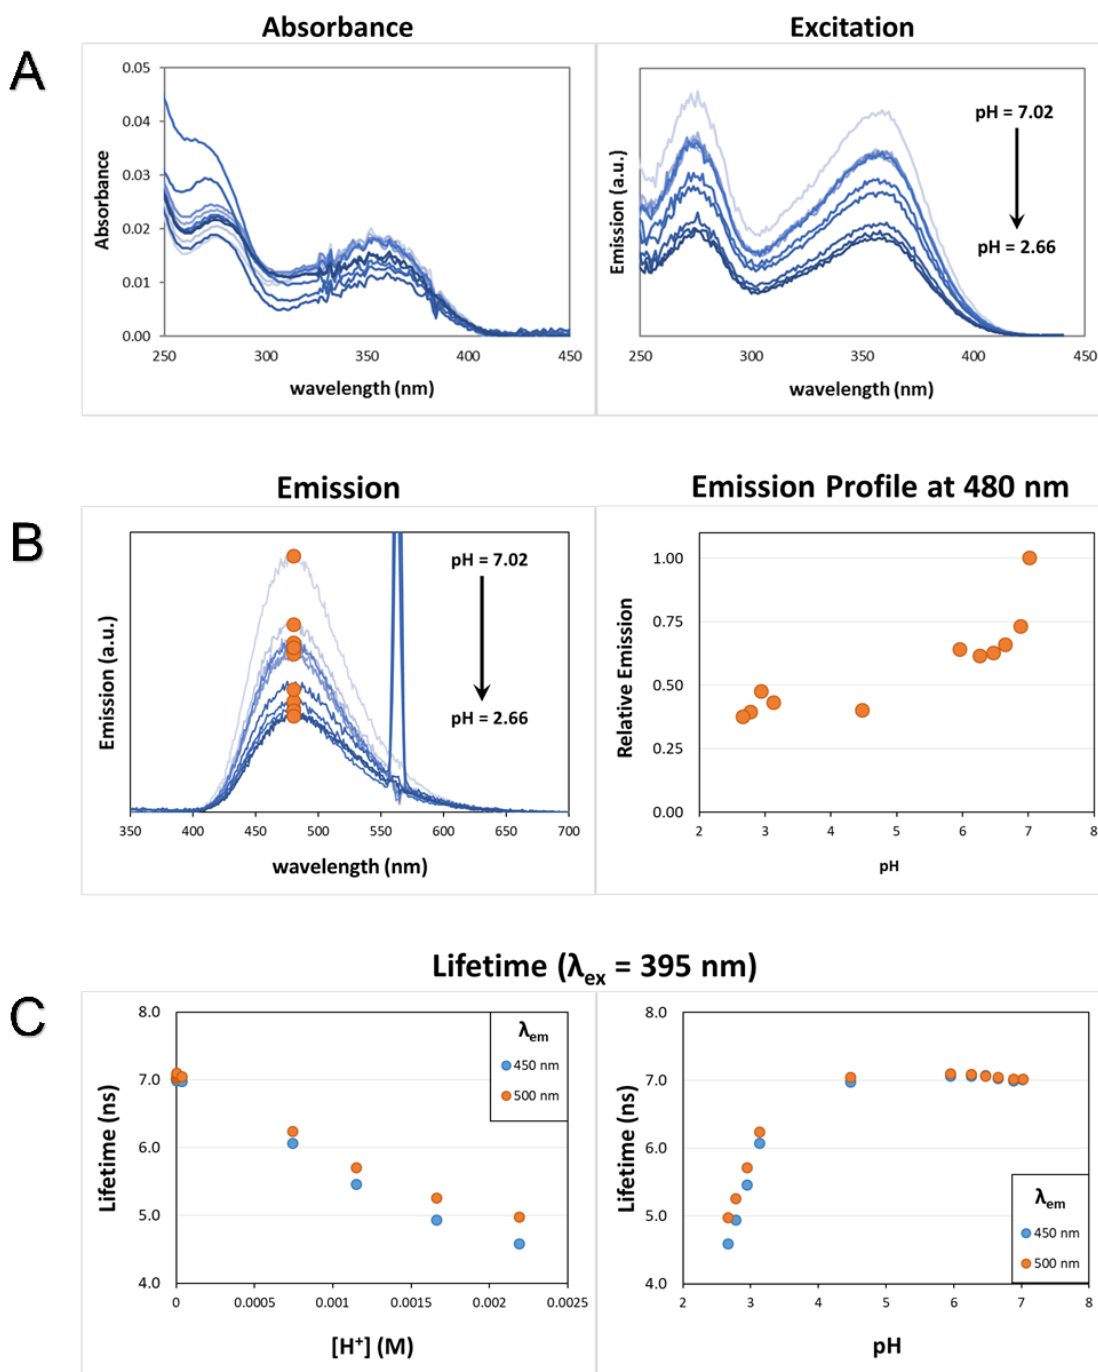 Absorbance
Excitation
A
0.05
0.04
0.03
0.02
0.01
0.00
Absorbance
250 300 350 400 450
wavelength (nm)
Emission (a.u.)
pH = 7.02
pH = 2.66
250 300 350 400 450
wavelength (nm)
Emission
Emission Profile at 480 nm
B
Emission (a.u.)
pH = 7.02
pH = 2.66
350 400 450 500 550 600 650 700
wavelength (nm)
1.00
0.75
0.50
0.25
0.00
Relative Emission
2 3 4 5 6 7 8
pH
Lifetime (λex = 395 nm)
C
8.0
7.0
6.0
5.0
4.0
Lifetime (ns)
λem
450 nm
500 nm
0 0.0005 0.001 0.0015 0.002 0.0025
[H⁺] (M)
8.0
7.0
6.0
5.0
4.0
Lifetime (ns)
λem
450 nm
500 nm
2 3 4 5 6 7 8
pH